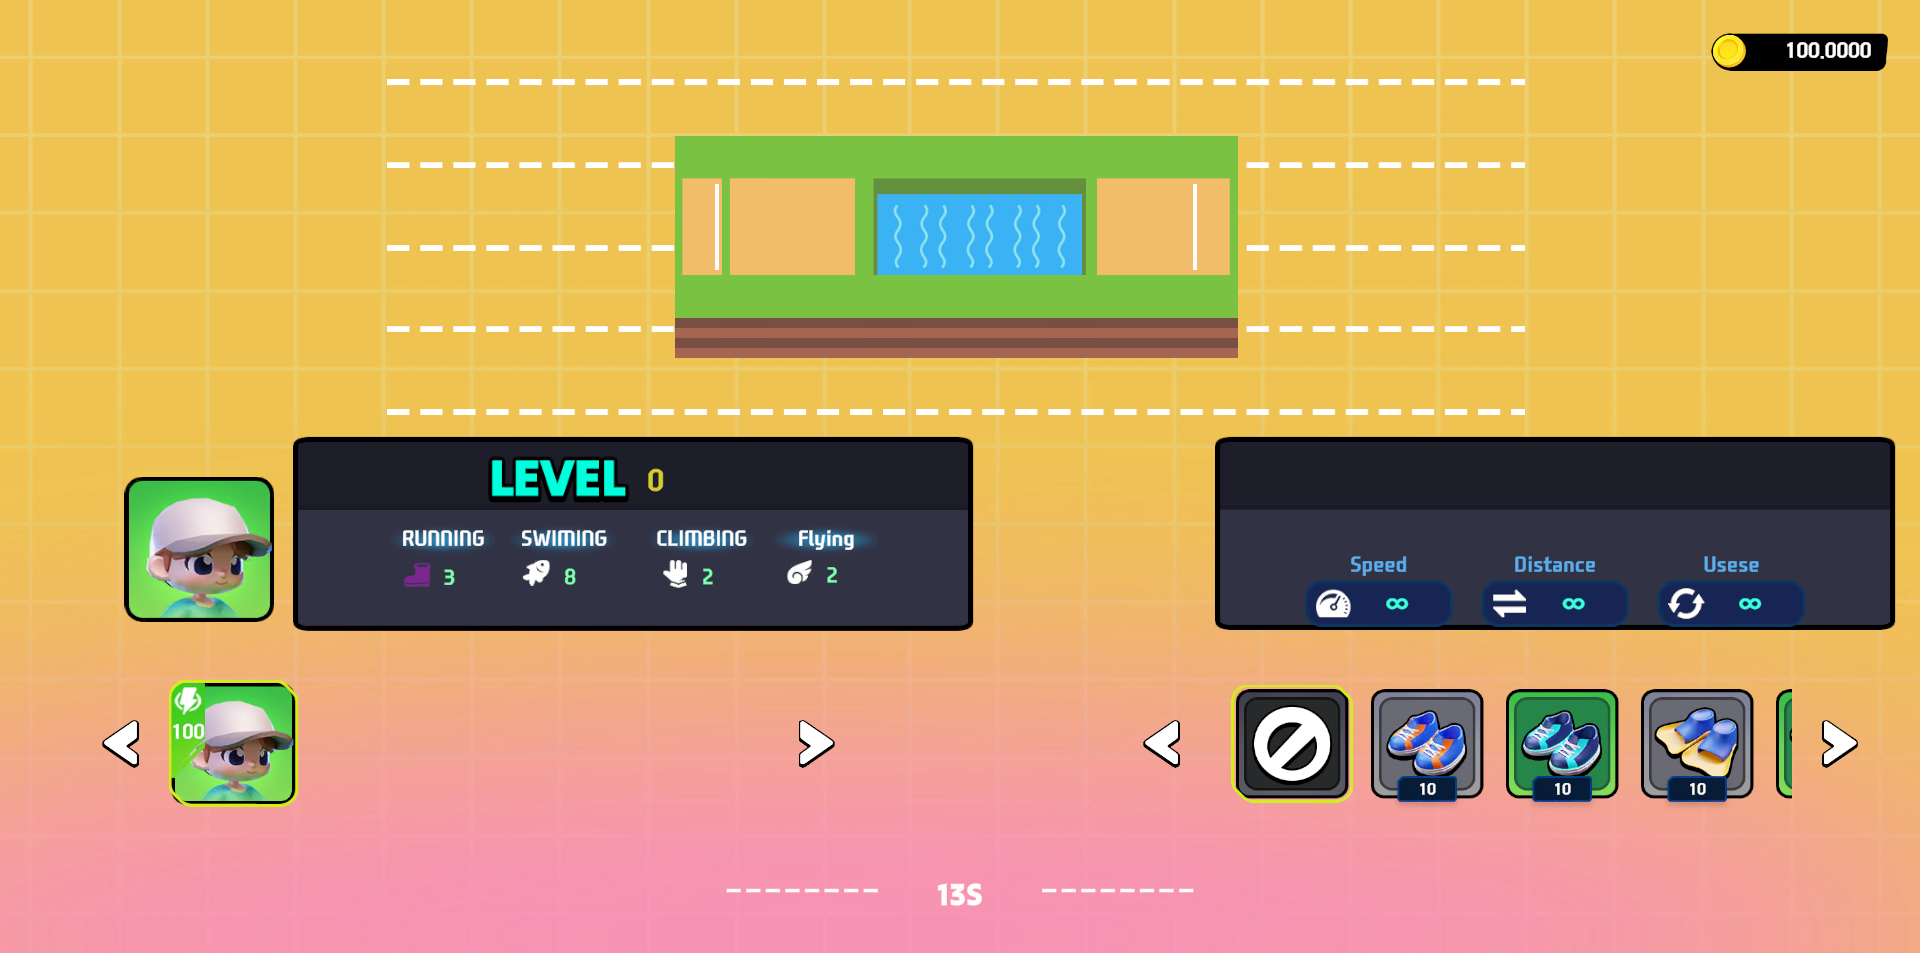 100.0000
LEVEL 0
RUNNING SWIMING CLIMBING Flying
3 8 2 2
Speed Distance Usese
∞ ∞ ∞
100
10 10 10
13S